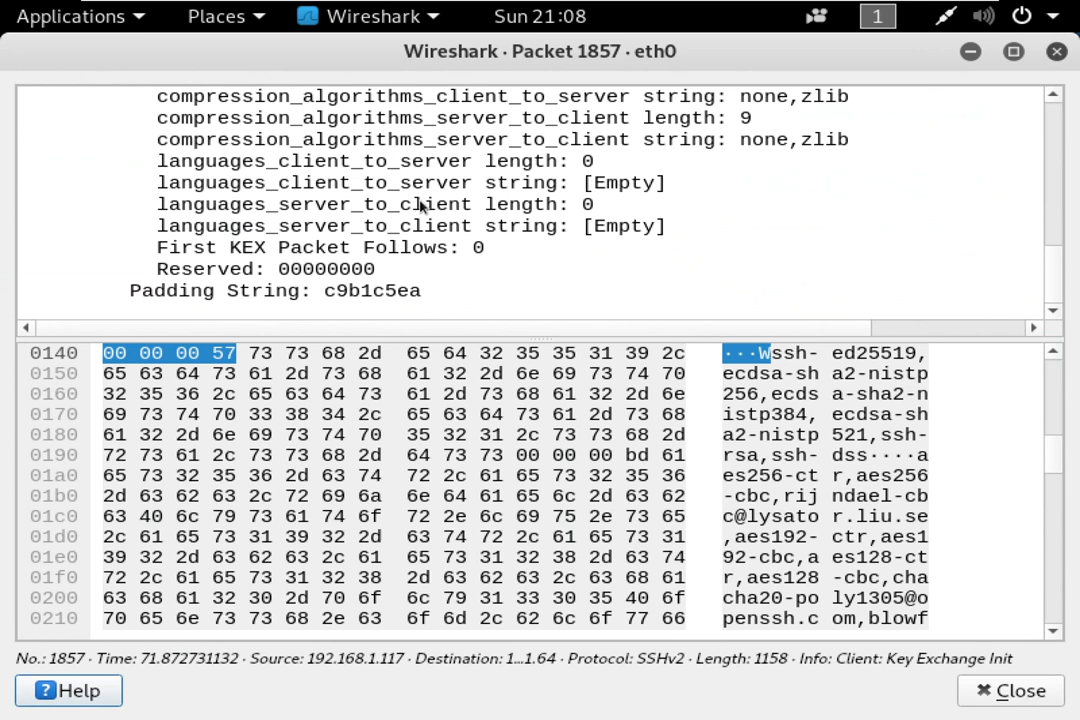 Applications Places Wireshark Sun 21:08 1
Wireshark · Packet 1857 · eth0
compression_algorithms_client_to_server string: none,zlib
compression_algorithms_server_to_client length: 9
compression_algorithms_server_to_client string: none,zlib
languages_client_to_server length: 0
languages_client_to_server string: [Empty]
languages_server_to_client length: 0
languages_server_to_client string: [Empty]
First KEX Packet Follows: 0
Reserved: 00000000
Padding String: c9b1c5ea
0140 00 00 00 57 73 73 68 2d 65 64 32 35 35 31 39 2c ···Wssh- ed25519,
0150 65 63 64 73 61 2d 73 68 61 32 2d 6e 69 73 74 70 ecdsa-sh a2-nistp
0160 32 35 36 2c 65 63 64 73 61 2d 73 68 61 32 2d 6e 256,ecds a-sha2-n
0170 69 73 74 70 33 38 34 2c 65 63 64 73 61 2d 73 68 istp384, ecdsa-sh
0180 61 32 2d 6e 69 73 74 70 35 32 31 2c 73 73 68 2d a2-nistp 521,ssh-
0190 72 73 61 2c 73 73 68 2d 64 73 73 00 00 00 bd 61 rsa,ssh- dss····a
01a0 65 73 32 35 36 2d 63 74 72 2c 61 65 73 32 35 36 es256-ct r,aes256
01b0 2d 63 62 63 2c 72 69 6a 6e 64 61 65 6c 2d 63 62 -cbc,rij ndael-cb
01c0 63 40 6c 79 73 61 74 6f 72 2e 6c 69 75 2e 73 65 c@lysato r.liu.se
01d0 2c 61 65 73 31 39 32 2d 63 74 72 2c 61 65 73 31 ,aes192- ctr,aes1
01e0 39 32 2d 63 62 63 2c 61 65 73 31 32 38 2d 63 74 92-cbc,a es128-ct
01f0 72 2c 61 65 73 31 32 38 2d 63 62 63 2c 63 68 61 r,aes128 -cbc,cha
0200 63 68 61 32 30 2d 70 6f 6c 79 31 33 30 35 40 6f cha20-po ly1305@o
0210 70 65 6e 73 73 68 2e 63 6f 6d 2c 62 6c 6f 77 66 penssh.c om,blowf
No.: 1857 · Time: 71.872731132 · Source: 192.168.1.117 · Destination: 1...1.64 · Protocol: SSHv2 · Length: 1158 · Info: Client: Key Exchange Init
?Help Close